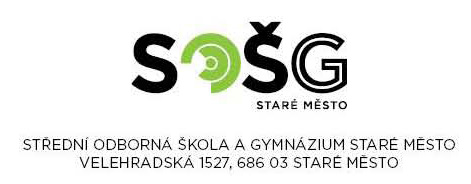 SOŠG
STARÉ MĚSTO
STŘEDNÍ ODBORNÁ ŠKOLA A GYMNÁZIUM STARÉ MĚSTO
VELEHRADSKÁ 1527, 686 03 STARÉ MĚSTO